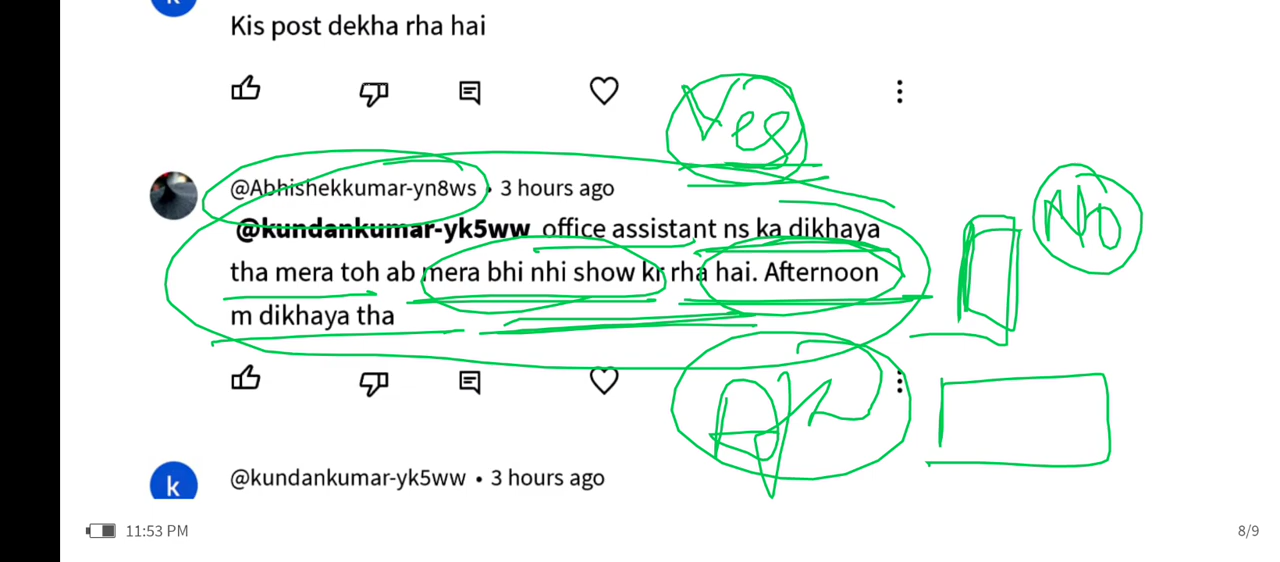 Kis post dekha rha hai
Yes
@Abhishekkumar-yn8ws • 3 hours ago
No
@kundankumar-yk5ww office assistant ns ka dikhaya
tha mera toh ab mera bhi nhi show kr rha hai. Afternoon
m dikhaya tha
k
@kundankumar-yk5ww • 3 hours ago
11:53 PM
8/9